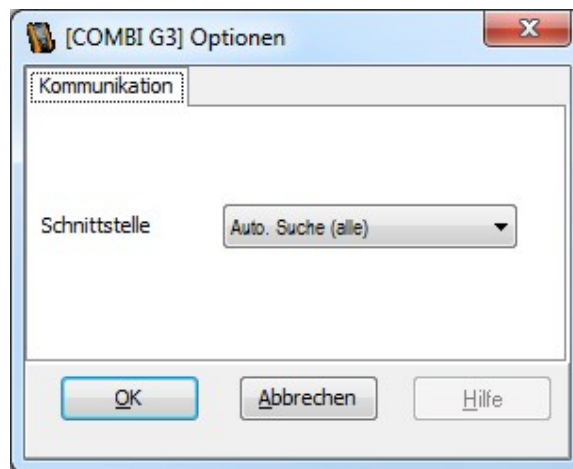 [COMBI G3] Optionen
Kommunikation
Schnittstelle Auto. Suche (alle)
OK Abbrechen Hilfe